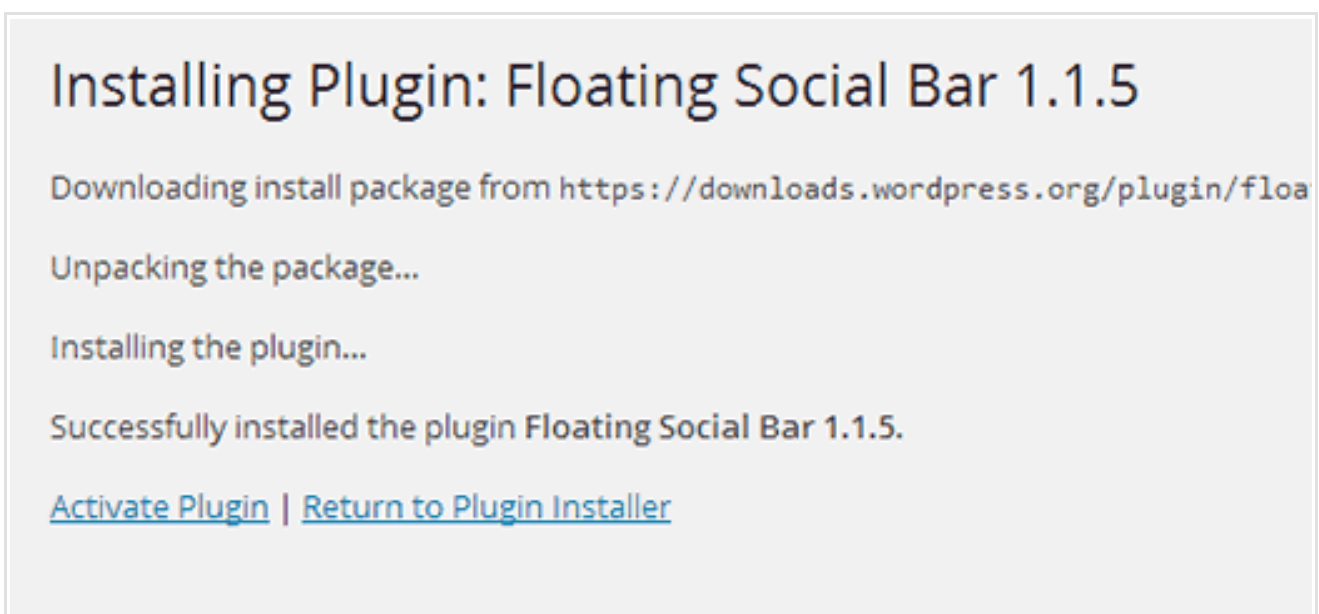 Installing Plugin: Floating Social Bar 1.1.5
Downloading install package from https://downloads.wordpress.org/plugin/floa
Unpacking the package...
Installing the plugin...
Successfully installed the plugin Floating Social Bar 1.1.5.
Activate Plugin | Return to Plugin Installer